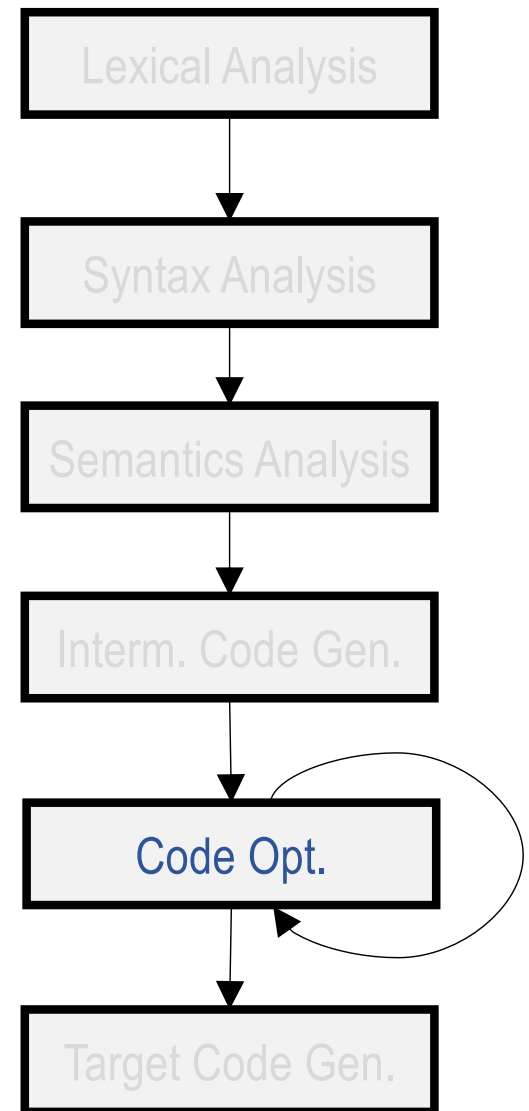 Lexical Analysis
Syntax Analysis
Semantics Analysis
Interm. Code Gen.
Code Opt.
Target Code Gen.